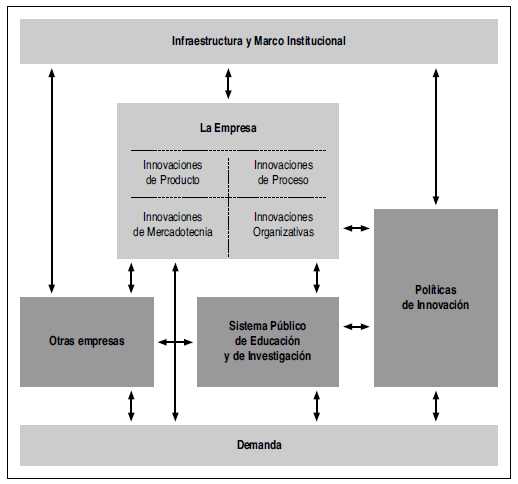 Infraestructura y Marco Institucional
La Empresa
Innovaciones
de Producto
Innovaciones
de Proceso
Innovaciones
de Mercadotecnia
Innovaciones
Organizativas
Políticas
de Innovación
Otras empresas
Sistema Público
de Educación
y de Investigación
Demanda